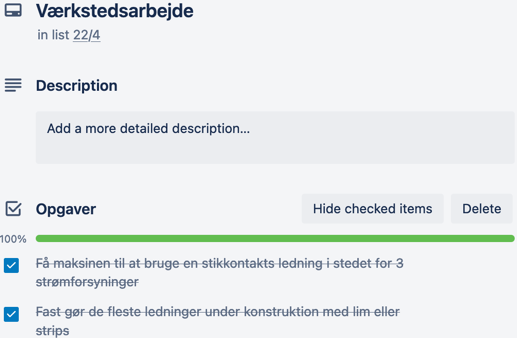 Værkstedsarbejde
in list 22/4
Description
Add a more detailed description...
Opgaver
Hide checked items
Delete
100%
Få maksinen til at bruge en stikkontakts ledning i stedet for 3
strømforsyninger
Fast gør de fleste ledninger under konstruktion med lim eller
strips